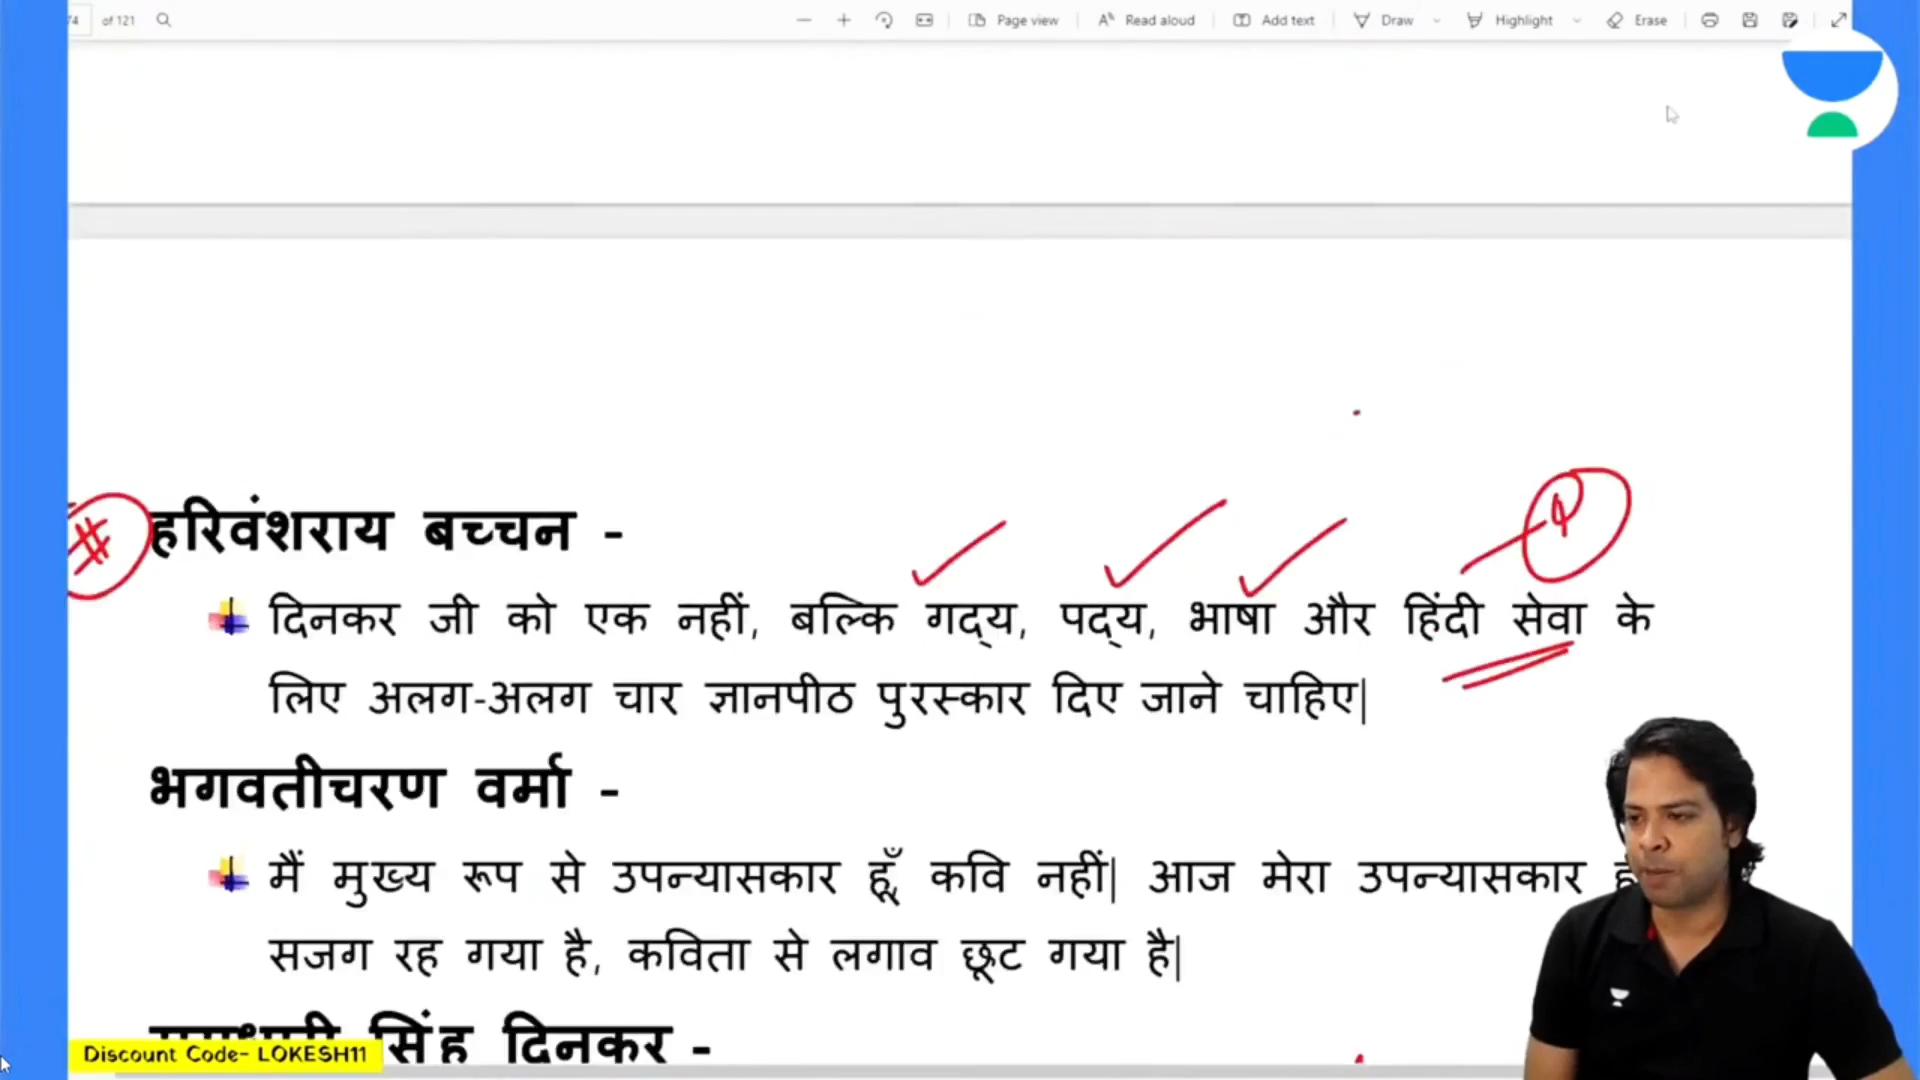 74 of 121 Page view Read aloud Add text Draw Highlight Erase
हरिवंशराय बच्चन -
दिनकर जी को एक नहीं, बल्कि गद्य, पद्य, भाषा और हिंदी सेवा के
लिए अलग-अलग चार ज्ञानपीठ पुरस्कार दिए जाने चाहिए|
भगवतीचरण वर्मा -
मैं मुख्य रूप से उपन्यासकार हूँ, कवि नहीं| आज मेरा उपन्यासकार
सजग रह गया है, कविता से लगाव छूट गया है|
सिंह दिनकर -
Discount Code- LOKESH11